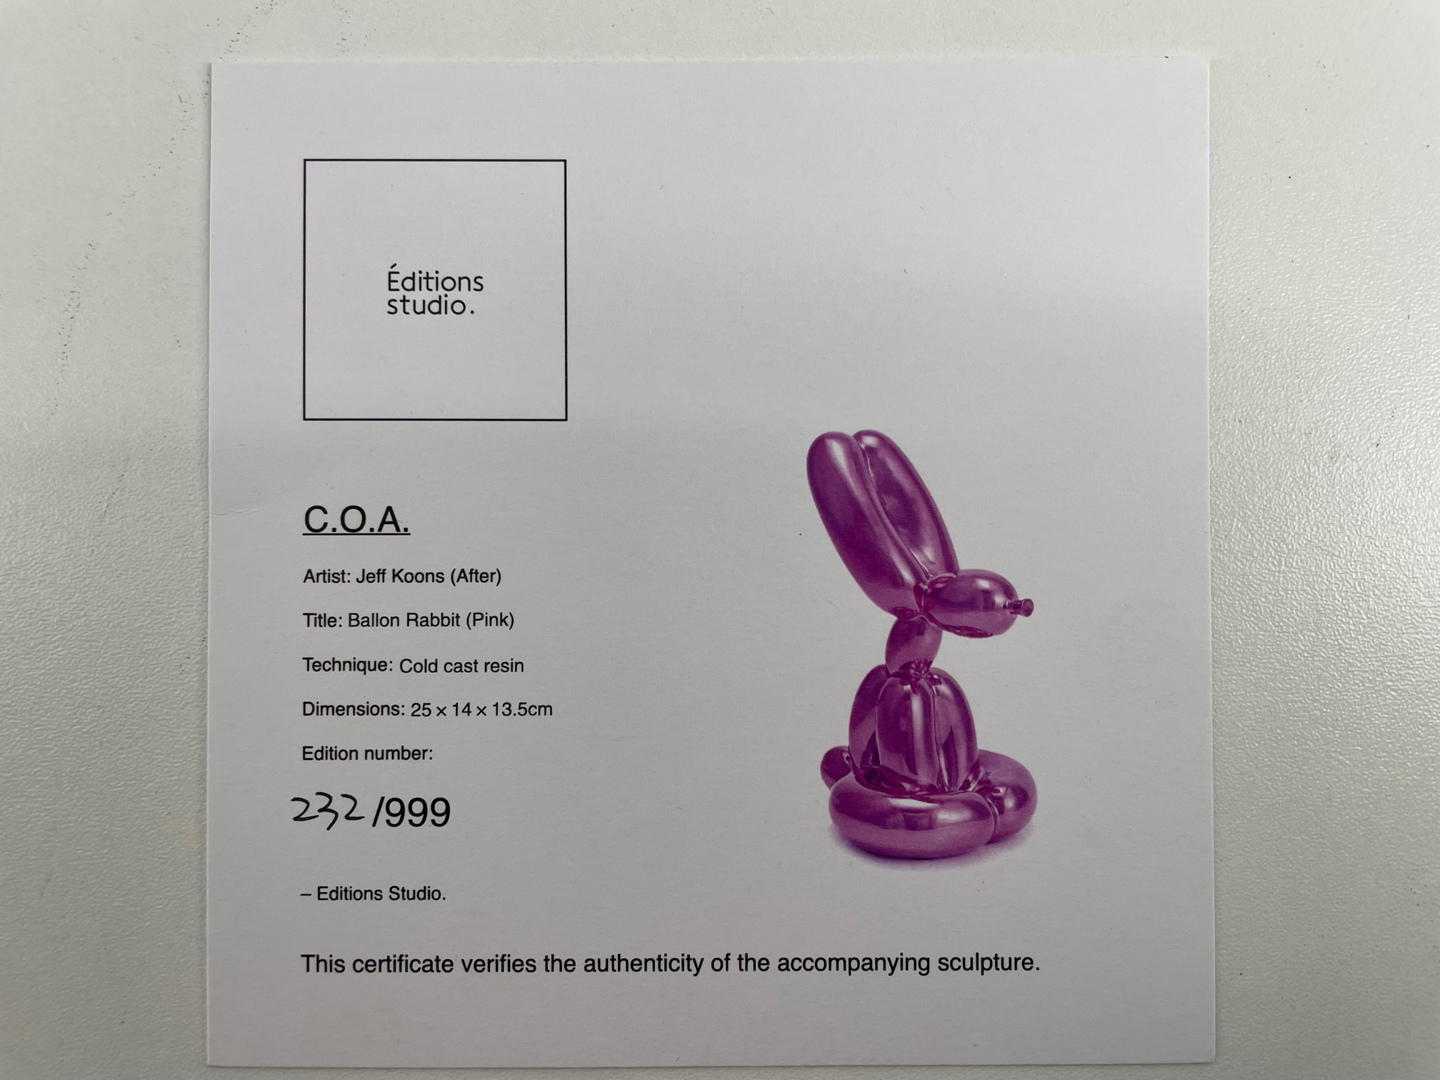 Éditions
studio.
C.O.A.
Artist: Jeff Koons (After)
Title: Ballon Rabbit (Pink)
Technique: Cold cast resin
Dimensions: 25 × 14 × 13.5cm
Edition number:
232 /999
– Editions Studio.
This certificate verifies the authenticity of the accompanying sculpture.